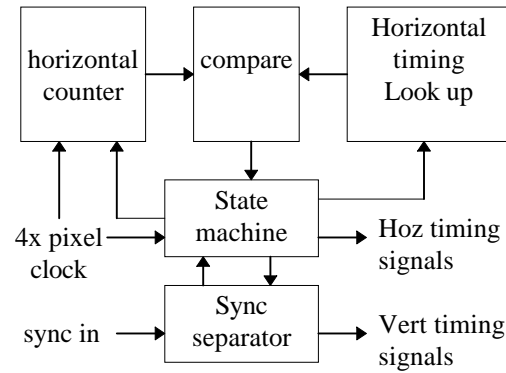 horizontal
counter
compare
Horizontal
timing
Look up
State
machine
4x pixel
clock
Hoz timing
signals
Sync
separator
sync in
Vert timing
signals